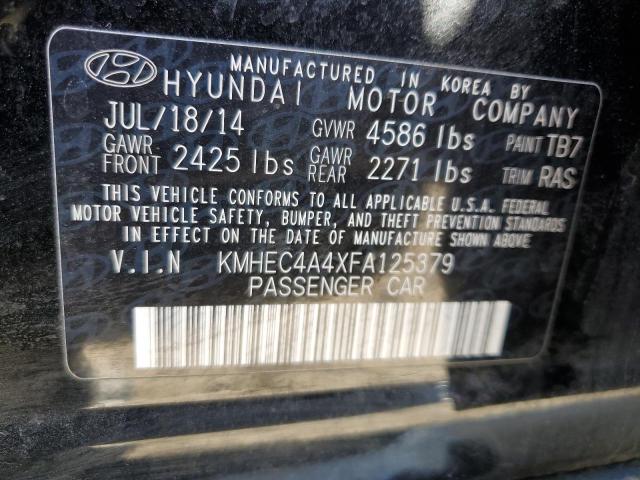 MANUFACTURED IN KOREA BY
HYUNDAI MOTOR COMPANY
JUL/18/14 GVWR 4586 lbs PAINT TB7
GAWR FRONT 2425 lbs GAWR REAR 2271 lbs TRIM RAS
THIS VEHICLE CONFORMS TO ALL APPLICABLE U.S.A. FEDERAL
MOTOR VEHICLE SAFETY, BUMPER, AND THEFT PREVENTION STANDARDS
IN EFFECT ON THE DATE OF MANUFACTURE SHOWN ABOVE
V.I.N KMHEC4A4XFA125379
PASSENGER CAR